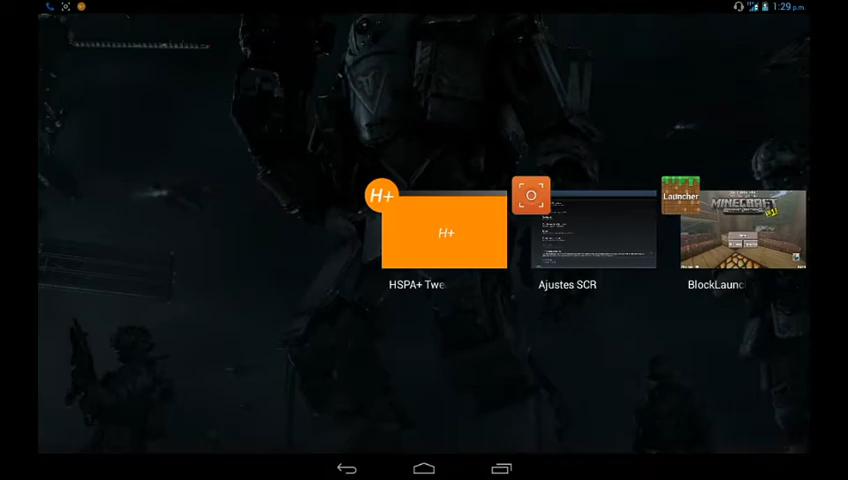 1:29 p.m.
H+
H+
HSPA+ Twe
Ajustes SCR
Launcher
MINECRAFT
BlockLaunc